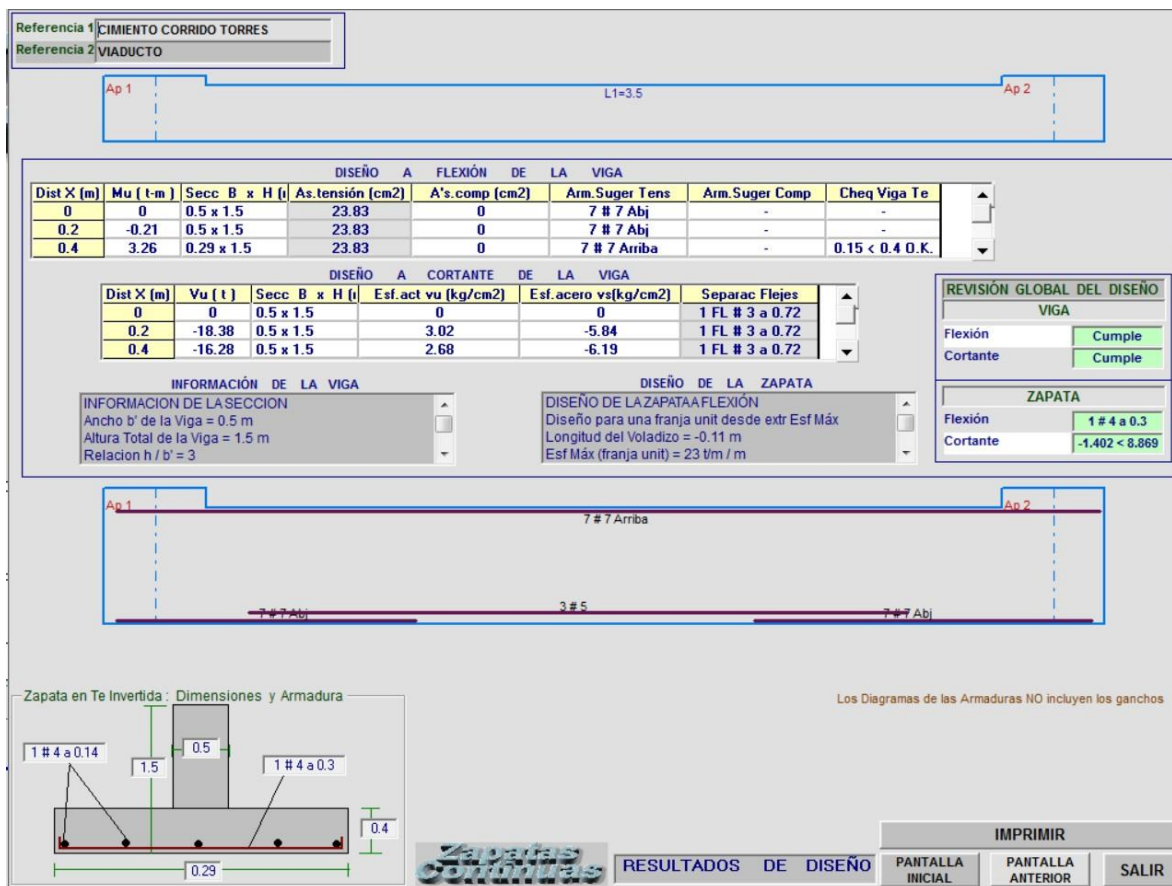 Referencia 1 CIMIENTO CORRIDO TORRES
Referencia 2 VIADUCTO
Ap 1 L1=3.5 Ap 2
DISEÑO A FLEXIÓN DE LA VIGA
Dist X (m) Mu ( t-m ) Secc B x H (r As.tensión (cm2) A's.comp (cm2) Arm.Suger Tens Arm.Suger Comp Cheq Viga Te
0 0 0.5 x 1.5 23.83 0 7 # 7 Abj - -
0.2 -0.21 0.5 x 1.5 23.83 0 7 # 7 Abj - -
0.4 3.26 0.29 x 1.5 23.83 0 7 # 7 Arriba - 0.15 < 0.4 O.K.
DISEÑO A CORTANTE DE LA VIGA
Dist X (m) Vu ( t ) Secc B x H (r Esf.act vu (kg/cm2) Esf.acero vs(kg/cm2) Separac Flejes
0 0 0.5 x 1.5 0 0 1 FL # 3 a 0.72
0.2 -18.38 0.5 x 1.5 3.02 -5.84 1 FL # 3 a 0.72
0.4 -16.28 0.5 x 1.5 2.68 -6.19 1 FL # 3 a 0.72
REVISIÓN GLOBAL DEL DISEÑO
VIGA
Flexión Cumple
Cortante Cumple
ZAPATA
Flexión 1 # 4 a 0.3
Cortante -1.402 < 8.869
INFORMACIÓN DE LA VIGA
INFORMACION DE LA SECCION
Ancho b' de la Viga = 0.5 m
Altura Total de la Viga = 1.5 m
Relacion h / b' = 3
DISEÑO DE LA ZAPATA
DISEÑO DE LA ZAPATA A FLEXIÓN
Diseño para una franja unit desde extr Esf Máx
Longitud del Voladizo = -0.11 m
Esf Máx (franja unit) = 23 t/m / m
Ap 1 Ap 2
7 # 7 Arriba
7 # 7 Abj 3 # 5 7 # 7 Abj
Zapata en Te Invertida : Dimensiones y Armadura
Los Diagramas de las Armaduras NO incluyen los ganchos
1 # 4 a 0.14
0.5
1.5
1 # 4 a 0.3
0.4
0.29
Zapatas
Continuas
RESULTADOS DE DISEÑO
IMPRIMIR
PANTALLA INICIAL
PANTALLA ANTERIOR
SALIR